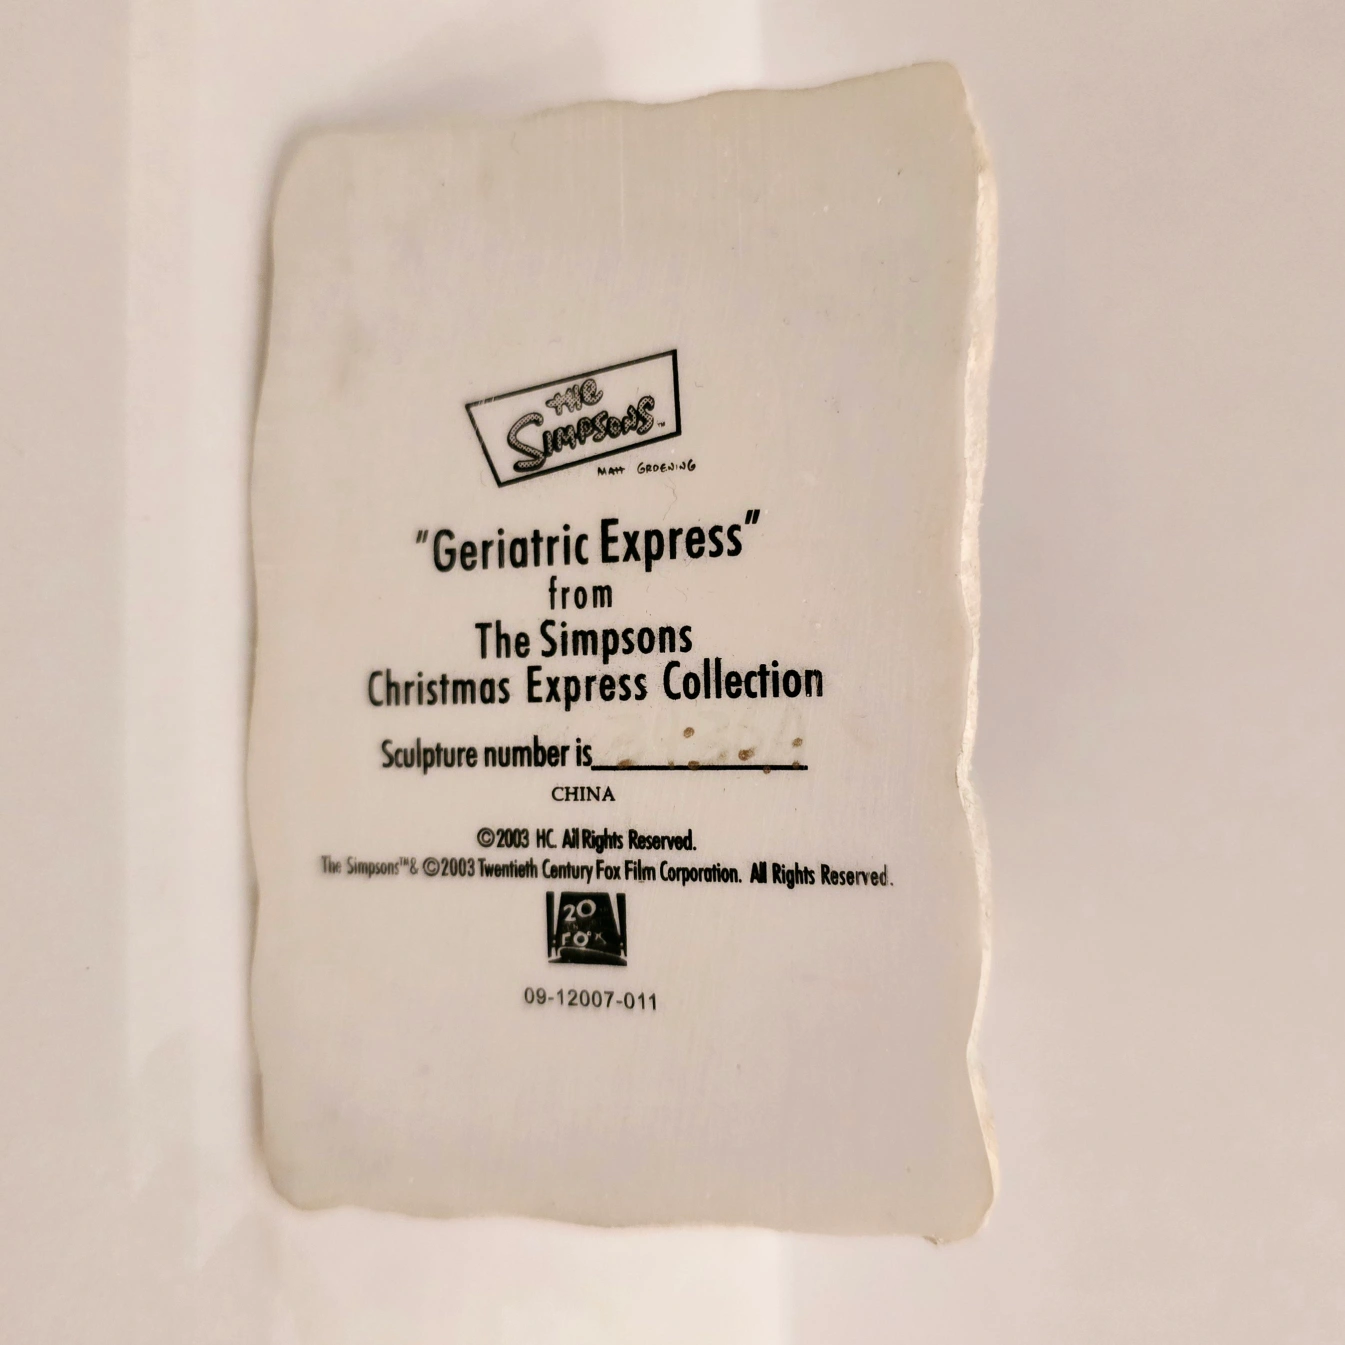 THE
SIMPSONS™
MATT GROENING
"Geriatric Express"
from
The Simpsons
Christmas Express Collection
Sculpture number is
CHINA
©2003 HC. All Rights Reserved.
The Simpsons™& ©2003 Twentieth Century Fox Film Corporation. All Rights Reserved.
20
FOX
09-12007-011